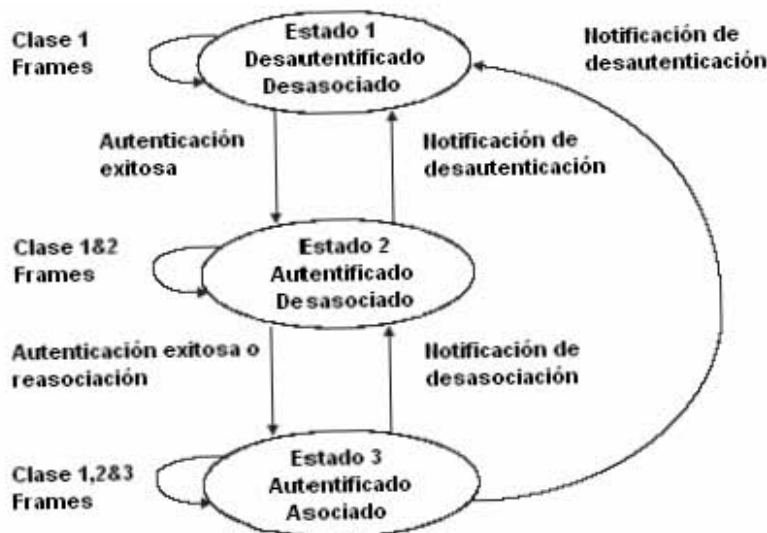 Clase 1
Frames
Estado 1
Desautentificado
Desasociado
Notificación de
desautenticación
Autenticación
exitosa
Notificación de
desautenticación
Clase 1&2
Frames
Estado 2
Autentificado
Desasociado
Autenticación exitosa o
reasociación
Notificación de
desasociación
Clase 1,2&3
Frames
Estado 3
Autentificado
Asociado